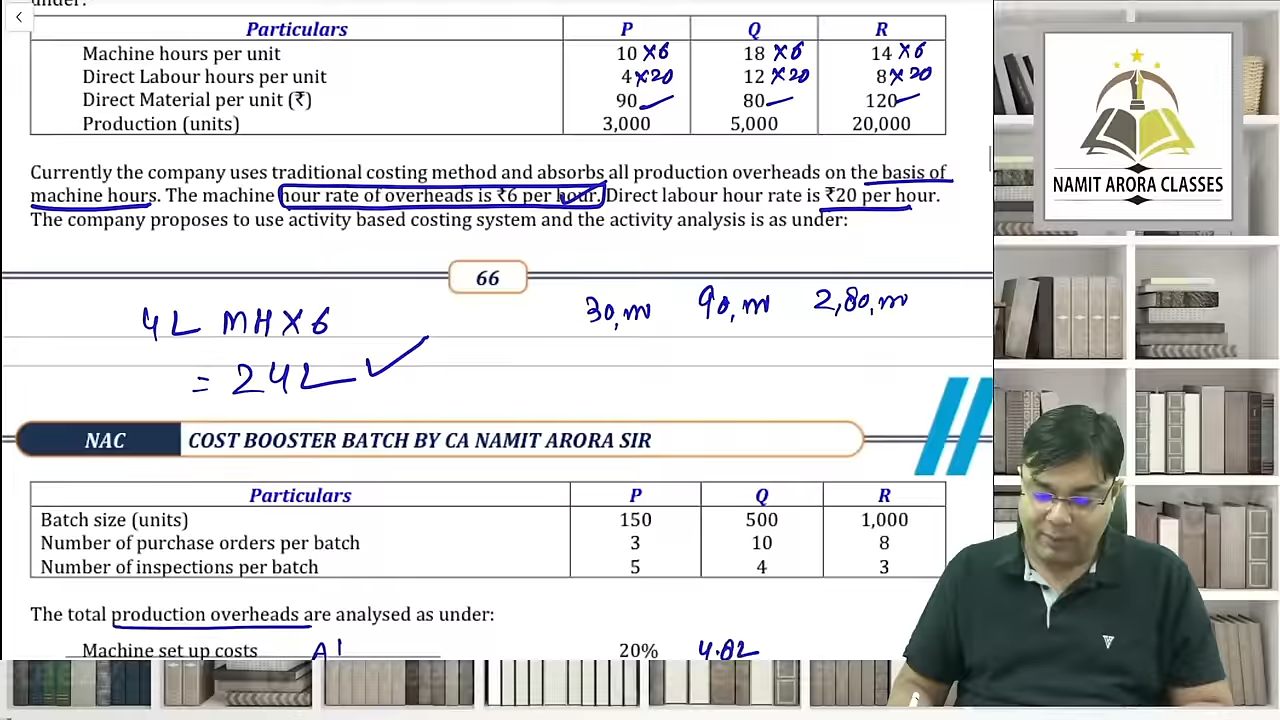 under:
Particulars P Q R
Machine hours per unit 10 ×6 18 ×6 14 ×6
Direct Labour hours per unit 4 ×20 12 ×20 8 ×20
Direct Material per unit (₹) 90 80 120
Production (units) 3,000 5,000 20,000
Currently the company uses traditional costing method and absorbs all production overheads on the basis of
machine hours. The machine hour rate of overheads is ₹6 per hour. Direct labour hour rate is ₹20 per hour.
The company proposes to use activity based costing system and the activity analysis is as under:
66
30,m 90,m 2,80,m
4L MH×6
= 24L
NAC COST BOOSTER BATCH BY CA NAMIT ARORA SIR
Particulars P Q R
Batch size (units) 150 500 1,000
Number of purchase orders per batch 3 10 8
Number of inspections per batch 5 4 3
The total production overheads are analysed as under:
Machine set up costs 20% 4.8L
NAMIT ARORA CLASSES